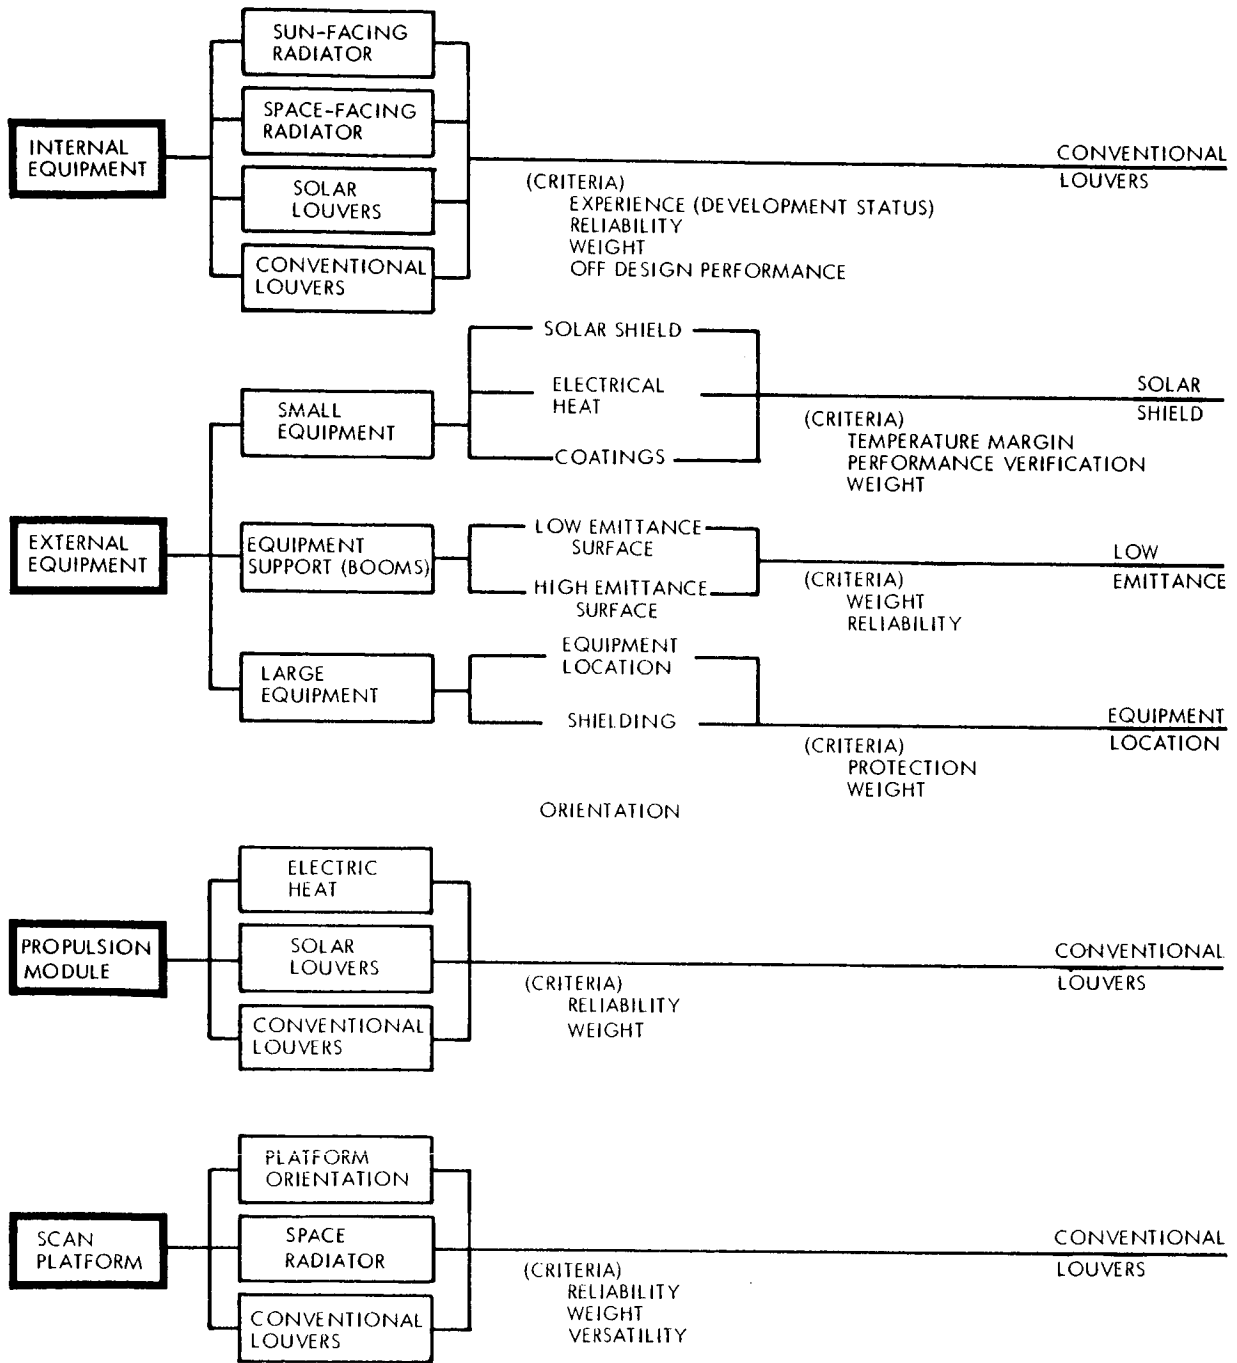 SUN-FACING
RADIATOR
SPACE-FACING
RADIATOR
INTERNAL
EQUIPMENT
SOLAR
LOUVERS
CONVENTIONAL
LOUVERS
(CRITERIA)
EXPERIENCE (DEVELOPMENT STATUS)
RELIABILITY
WEIGHT
OFF DESIGN PERFORMANCE
CONVENTIONAL
LOUVERS
EXTERNAL
EQUIPMENT
SMALL
EQUIPMENT
SOLAR SHIELD
ELECTRICAL
HEAT
COATINGS
(CRITERIA)
TEMPERATURE MARGIN
PERFORMANCE VERIFICATION
WEIGHT
SOLAR
SHIELD
EQUIPMENT
SUPPORT (BOOMS)
LOW EMITTANCE
SURFACE
HIGH EMITTANCE
SURFACE
(CRITERIA)
WEIGHT
RELIABILITY
LOW
EMITTANCE
LARGE
EQUIPMENT
EQUIPMENT
LOCATION
SHIELDING
(CRITERIA)
PROTECTION
WEIGHT
EQUIPMENT
LOCATION
ORIENTATION
PROPULSION
MODULE
ELECTRIC
HEAT
SOLAR
LOUVERS
CONVENTIONAL
LOUVERS
(CRITERIA)
RELIABILITY
WEIGHT
CONVENTIONAL
LOUVERS
SCAN
PLATFORM
PLATFORM
ORIENTATION
SPACE
RADIATOR
CONVENTIONAL
LOUVERS
(CRITERIA)
RELIABILITY
WEIGHT
VERSATILITY
CONVENTIONAL
LOUVERS